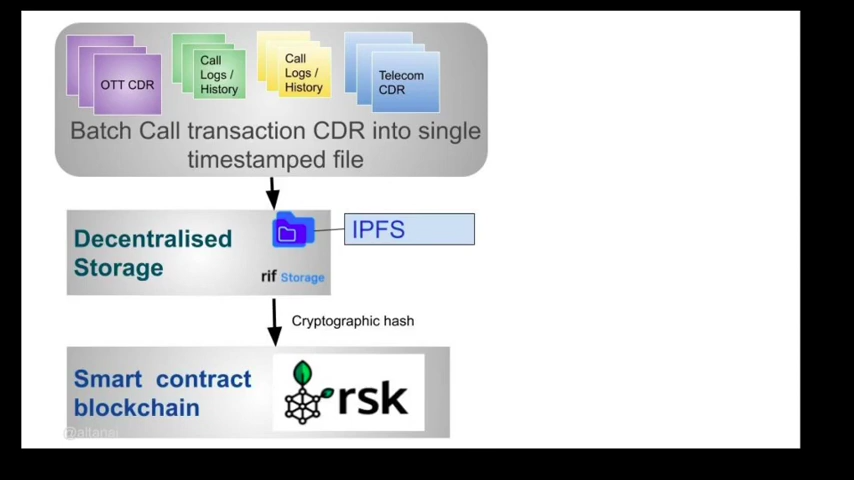 OTT CDR
Call
Logs /
History
Call
Logs /
History
Telecom
CDR
Batch Call transaction CDR into single
timestamped file
Decentralised
Storage
rif Storage
IPFS
Cryptographic hash
Smart contract
blockchain
rsk
@altanai